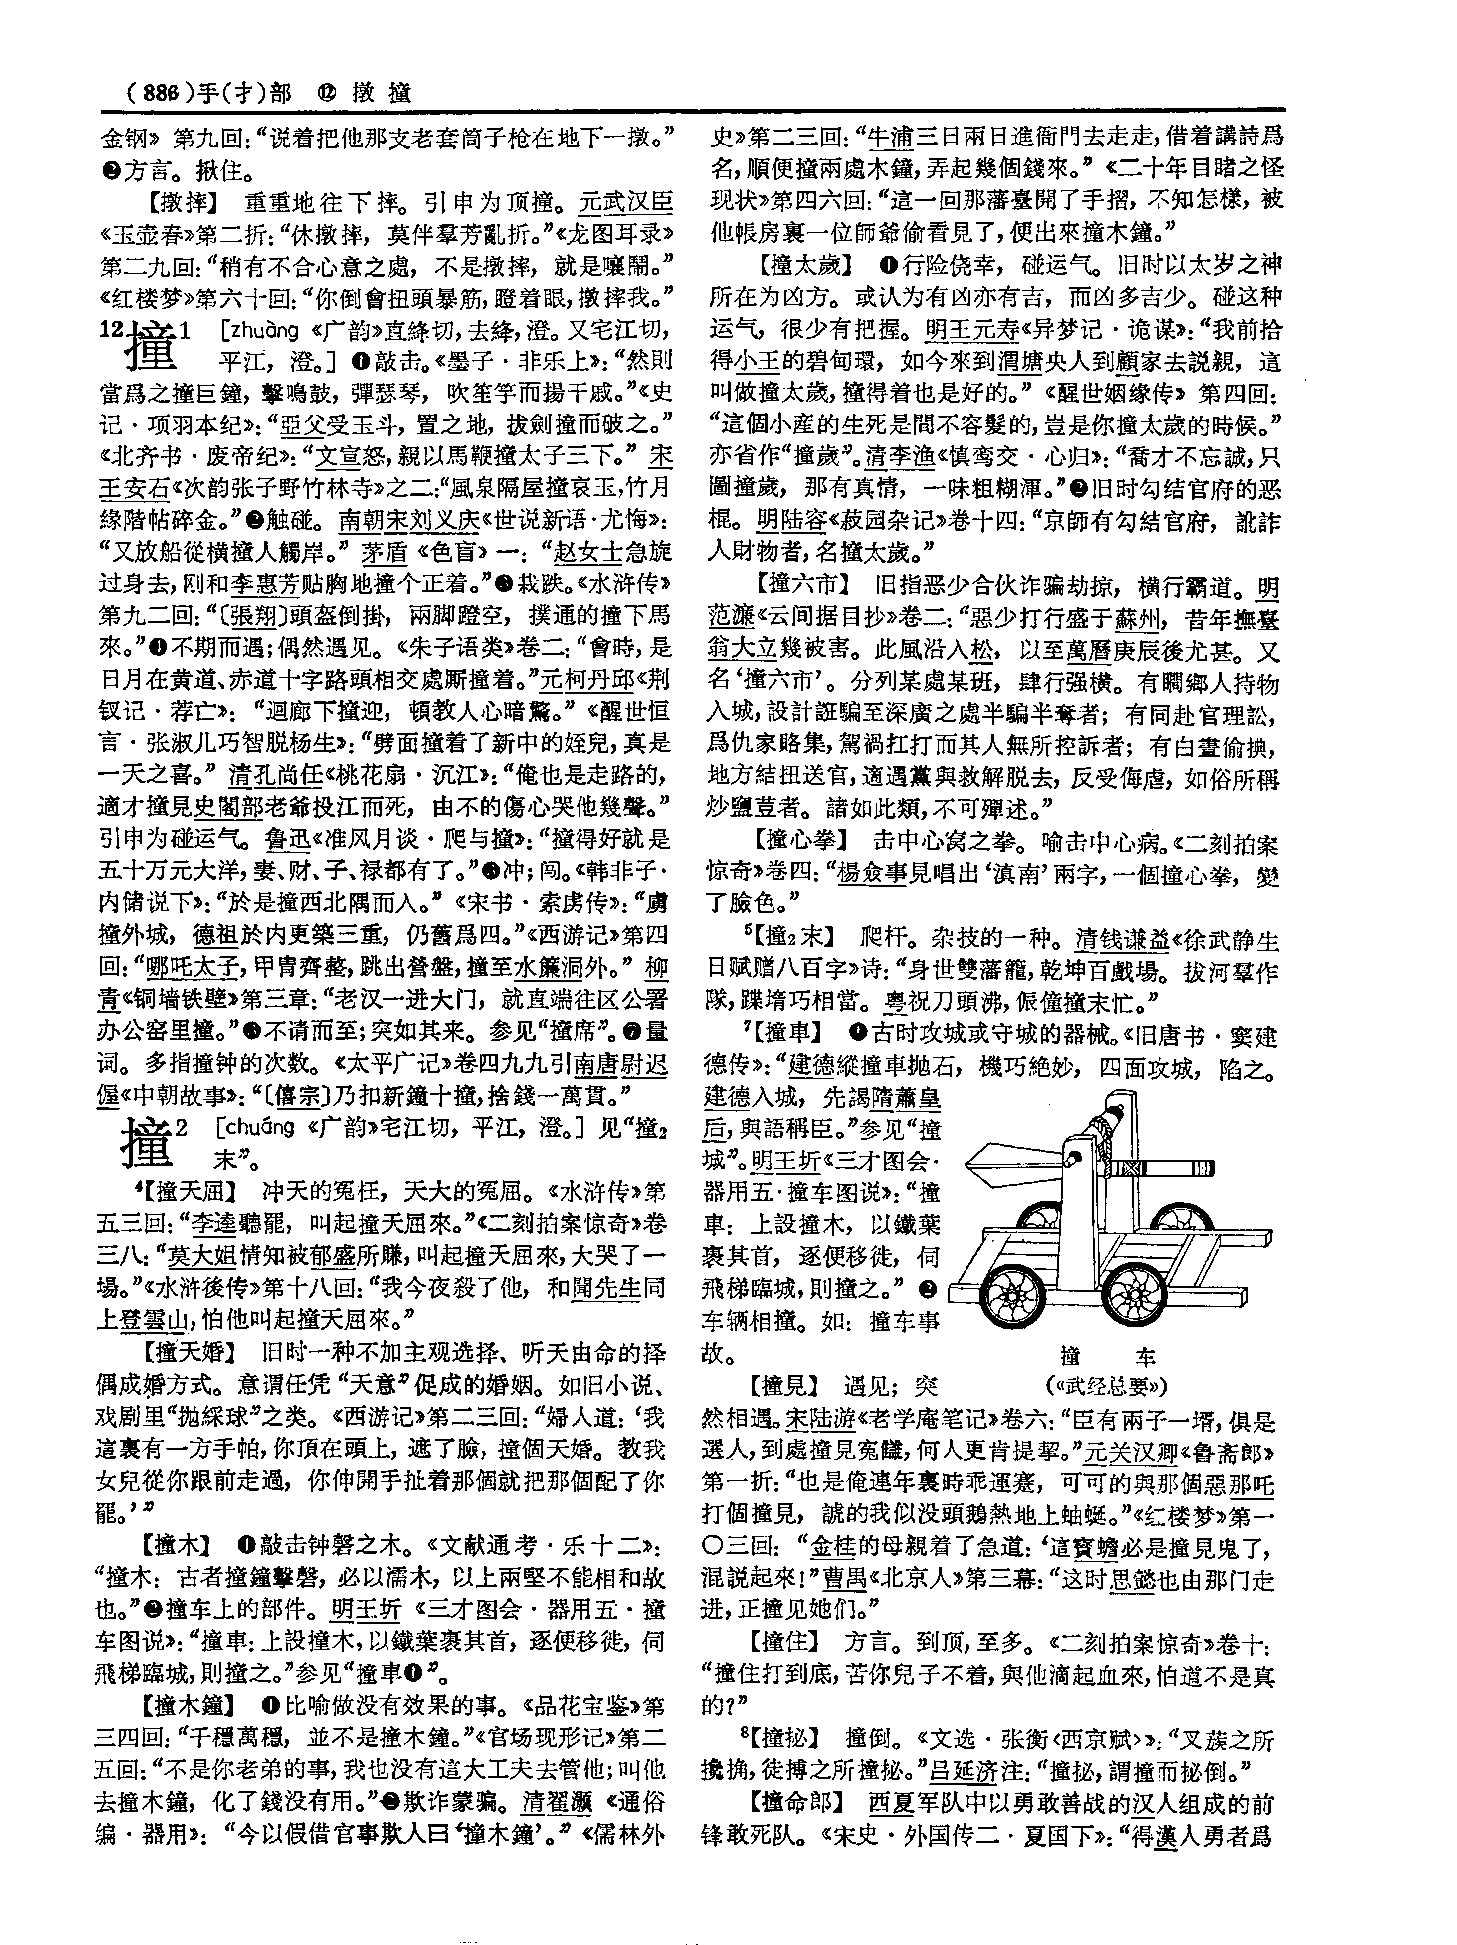 (886)手(扌)部 ⑫ 撴 撞
金钢》 第九回:“说着把他那支老套筒子枪在地下一撴。”
❷方言。揪住。
【撴摔】 重重地往下摔。引申为顶撞。元武汉臣
《玉壶春》第二折:“休撴摔,莫伴羣芳亂折。”《龙图耳录》
第二九回:“稍有不合心意之處,不是撴摔,就是嚷鬧。”
《红楼梦》第六十回:“你倒會扭頭暴筋,瞪着眼,撴摔我。”
12撞1 [zhuàng《广韵》直絳切,去絳,澄。又宅江切,
平江,澄。] ❶敲击。《墨子·非乐上》:“然則
當爲之撞巨鐘,擊鳴鼓,彈瑟琴,吹笙竽而揚干戚。”《史
记·项羽本纪》:“亞父受玉斗,置之地,拔劍撞而破之。”
《北齐书·废帝纪》:“文宣怒,親以馬鞭撞太子三下。” 宋
王安石《次韵张子野竹林寺》之二:“風泉隔屋撞哀玉,竹月
緣階帖碎金。”❷触碰。南朝宋刘义庆《世说新语·尤悔》:
“又放船從橫撞人觸岸。” 茅盾《色盲》一:“赵女士急旋
过身去,刚和李惠芳贴胸地撞个正着。”❸栽跌。《水浒传》
第九二回:“〔張翔〕頭盔倒掛,兩脚蹬空,撲通的撞下馬
來。”❹不期而遇;偶然遇见。《朱子语类》卷二:“會時,是
日月在黄道、赤道十字路頭相交處厮撞着。”元柯丹邱《荆
钗记·荐亡》:“迴廊下撞迎,頓教人心暗驚。”《醒世恒
言·张淑儿巧智脱杨生》:“劈面撞着了新中的姪兒,真是
一天之喜。” 清孔尚任《桃花扇·沉江》:“俺也是走路的,
適才撞見史閣部老爺投江而死,由不的傷心哭他幾聲。”
引申为碰运气。鲁迅《准风月谈·爬与撞》:“撞得好就是
五十万元大洋,妻、财、子、禄都有了。”❺冲;闯。《韩非子·
内储说下》:“於是撞西北隅而入。”《宋书·索虏传》:“虜
撞外城,德祖於内更築三重,仍舊爲四。”《西游记》第四
回:“哪吒太子,甲胄齊整,跳出營盤,撞至水簾洞外。” 柳
青《铜墙铁壁》第三章:“老汉一进大门,就直端往区公署
办公窑里撞。”❻不请而至;突如其来。参见“撞席”。❼量
词。多指撞钟的次数。《太平广记》卷四九九引南唐尉迟
偓《中朝故事》:“〔僖宗〕乃扣新鐘十撞,捨錢一萬貫。”
撞2 [chuáng《广韵》宅江切,平江,澄。] 见“撞₂
末”。
4【撞天屈】 冲天的冤枉,天大的冤屈。《水浒传》第
五三回:“李逵聽罷,叫起撞天屈來。”《二刻拍案惊奇》卷
三八:“莫大姐情知被郁盛所賺,叫起撞天屈來,大哭了一
場。”《水浒後传》第十八回:“我今夜殺了他,和聞先生同
上登雲山,怕他叫起撞天屈來。”
【撞天婚】 旧时一种不加主观选择、听天由命的择
偶成婚方式。意谓任凭“天意”促成的婚姻。如旧小说、
戏剧里“抛綵球”之类。《西游记》第二三回:“婦人道:‘我
這裏有一方手帕,你頂在頭上,遮了臉,撞個天婚。教我
女兒從你跟前走過,你伸開手扯着那個就把那個配了你
罷。’”
【撞木】 ❶敲击钟磬之木。《文献通考·乐十二》:
“撞木:古者撞鐘擊磬,必以濡木,以上兩堅不能相和故
也。”❷撞车上的部件。明王圻《三才图会·器用五·撞
车图说》:“撞車:上設撞木,以鐵葉裹其首,逐便移徙,伺
飛梯臨城,則撞之。”参见“撞車❶”。
【撞木鐘】 ❶比喻做没有效果的事。《品花宝鉴》第
三四回:“千穩萬穩,並不是撞木鐘。”《官场现形记》第二
五回:“不是你老弟的事,我也没有這大工夫去管他;叫他
去撞木鐘,化了錢没有用。”❷欺诈蒙骗。清翟灏《通俗
编·器用》:“今以假借官事欺人曰‘撞木鐘’。”《儒林外
史》第二三回:“牛浦三日兩日進衙門去走走,借着講詩爲
名,順便撞兩處木鐘,弄起幾個錢來。”《二十年目睹之怪
现状》第四六回:“這一回那藩臺開了手摺,不知怎樣,被
他帳房裏一位師爺偷看見了,便出來撞木鐘。”
【撞太歲】 ❶行险侥幸,碰运气。旧时以太岁之神
所在为凶方。或认为有凶亦有吉,而凶多吉少。碰这种
运气,很少有把握。明王元寿《异梦记·诡谋》:“我前拾
得小王的碧甸環,如今來到渭塘央人到顧家去説親,這
叫做撞太歲,撞得着也是好的。”《醒世姻缘传》第四回:
“這個小産的生死是間不容髮的,豈是你撞太歲的時候。”
亦省作“撞歲”。清李渔《慎鸾交·心归》:“喬才不忘誠,只
圖撞歲,那有真情,一味粗糊渾。”❷旧时勾结官府的恶
棍。明陆容《菽园杂记》卷十四:“京師有勾結官府,訛詐
人財物者,名撞太歲。”
【撞六市】 旧指恶少合伙诈骗劫掠,横行霸道。明
范濂《云间据目抄》卷二:“惡少打行盛于蘇州,昔年撫臺
翁大立幾被害。此風沿入松,以至萬曆庚辰後尤甚。又
名‘撞六市’。分列某處某班,肆行强横。有瞷鄉人持物
入城,設計誆騙至深廣之處半騙半奪者;有同赴官理訟,
爲仇家賂集,駕禍扛打而其人無所控訴者;有白晝偷㧜,
地方結扭送官,適遇黨與救解脱去,反受侮虐,如俗所稱
炒鹽荳者。諸如此類,不可殫述。”
【撞心拳】 击中心窝之拳。喻击中心病。《二刻拍案
惊奇》卷四:“楊僉事見唱出‘滇南’兩字,一個撞心拳,變
了臉色。”
5【撞₂末】 爬杆。杂技的一种。清钱谦益《徐武静生
日赋赠八百字》诗:“身世雙蕃籠,乾坤百戲場。拔河羣作
隊,蹀堶巧相當。粵祝刀頭沸,侲僮撞末忙。”
7【撞車】 ❶古时攻城或守城的器械。《旧唐书·窦建
德传》:“建德縱撞車抛石,機巧絶妙,四面攻城,陷之。
建德入城,先謁隋蕭皇
后,與語稱臣。”参见“撞
城”。明王圻《三才图会·
器用五·撞车图说》:“撞
車:上設撞木,以鐵葉
裹其首,逐便移徙,伺
飛梯臨城,則撞之。” ❷
车辆相撞。如:撞车事
故。
撞 车
(《武经总要》)
【撞見】 遇见;突
然相遇。宋陆游《老学庵笔记》卷六:“臣有兩子一壻,俱是
選人,到處撞見冤讎,何人更肯提挈。”元关汉卿《鲁斋郎》
第一折:“也是俺連年裏時乖運蹇,可可的與那個惡那吒
打個撞見,諕的我似没頭鵝熱地上蚰蜒。”《红楼梦》第一
〇三回:“金桂的母親着了急道:‘這寳蟾必是撞見鬼了,
混説起來!”曹禺《北京人》第三幕:“这时思懿也由那门走
进,正撞见她们。”
【撞住】 方言。到顶,至多。《二刻拍案惊奇》卷十:
“撞住打到底,苦你兒子不着,與他滴起血來,怕道不是真
的?”
8【撞㧙】 撞倒。《文选·张衡〈西京赋〉》:“叉蔟之所
攙捔,徒搏之所撞㧙。”吕延济注:“撞㧙,謂撞而㧙倒。”
【撞命郎】 西夏军队中以勇敢善战的汉人组成的前
锋敢死队。《宋史·外国传二·夏国下》:“得漢人勇者爲